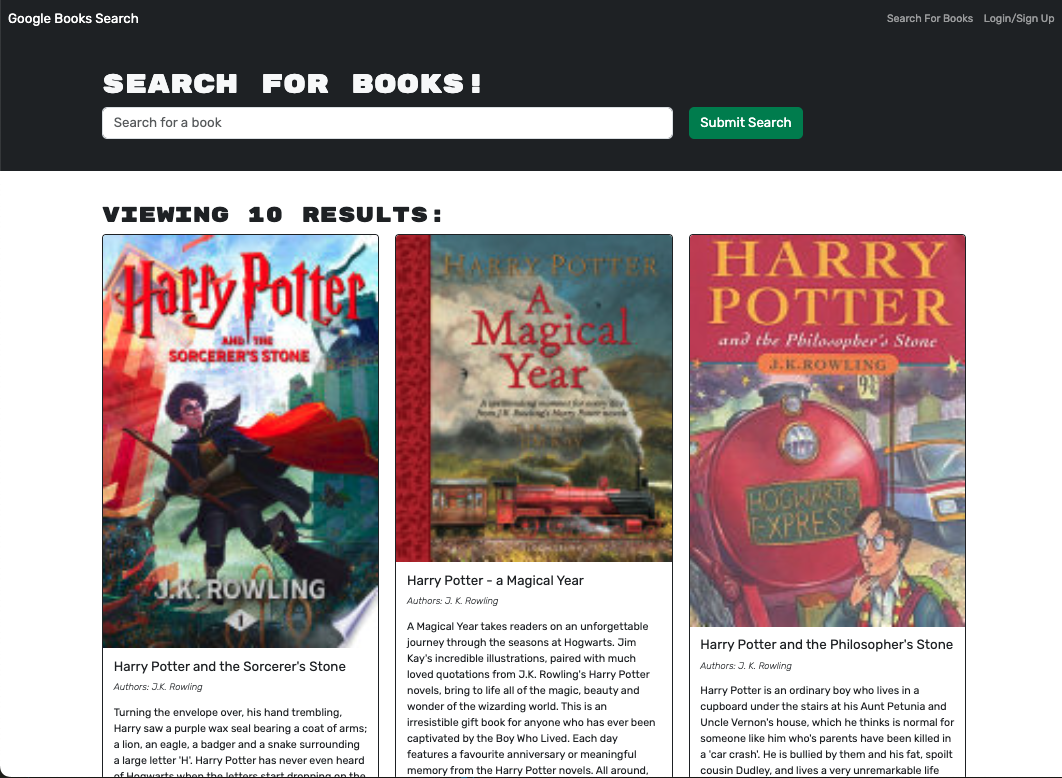 Google Books Search
Search For Books
Login/Sign Up
SEARCH FOR BOOKS!
Search for a book
Submit Search
VIEWING 10 RESULTS:
Harry Potter
AND THE
SORCERER'S STONE
J.K. ROWLING
1
Harry Potter and the Sorcerer's Stone
Authors: J.K. Rowling
Turning the envelope over, his hand trembling,
Harry saw a purple wax seal bearing a coat of arms;
a lion, an eagle, a badger and a snake surrounding
a large letter 'H'. Harry Potter has never even heard
of Hogwarts when the letters start dropping on the
HARRY POTTER
A
Magical
Year
A spellbinding moment for every day
from J.K. Rowling's Harry Potter novels
Harry Potter - a Magical Year
Authors: J. K. Rowling
A Magical Year takes readers on an unforgettable
journey through the seasons at Hogwarts. Jim
Kay's incredible illustrations, paired with much
loved quotations from J.K. Rowling's Harry Potter
novels, bring to life all of the magic, beauty and
wonder of the wizarding world. This is an
irresistible gift book for anyone who has ever been
captivated by the Boy Who Lived. Each day
features a favourite anniversary or meaningful
memory from the Harry Potter novels. All around,
HARRY
POTTER
and the Philosopher's Stone
J.K.ROWLING
9¾
HOGWARTS
EXPRESS
Harry Potter and the Philosopher's Stone
Authors: J. K. Rowling
Harry Potter is an ordinary boy who lives in a
cupboard under the stairs at his Aunt Petunia and
Uncle Vernon's house, which he thinks is normal for
someone like him who's parents have been killed in
a 'car crash'. He is bullied by them and his fat, spoilt
cousin Dudley, and lives a very unremarkable life